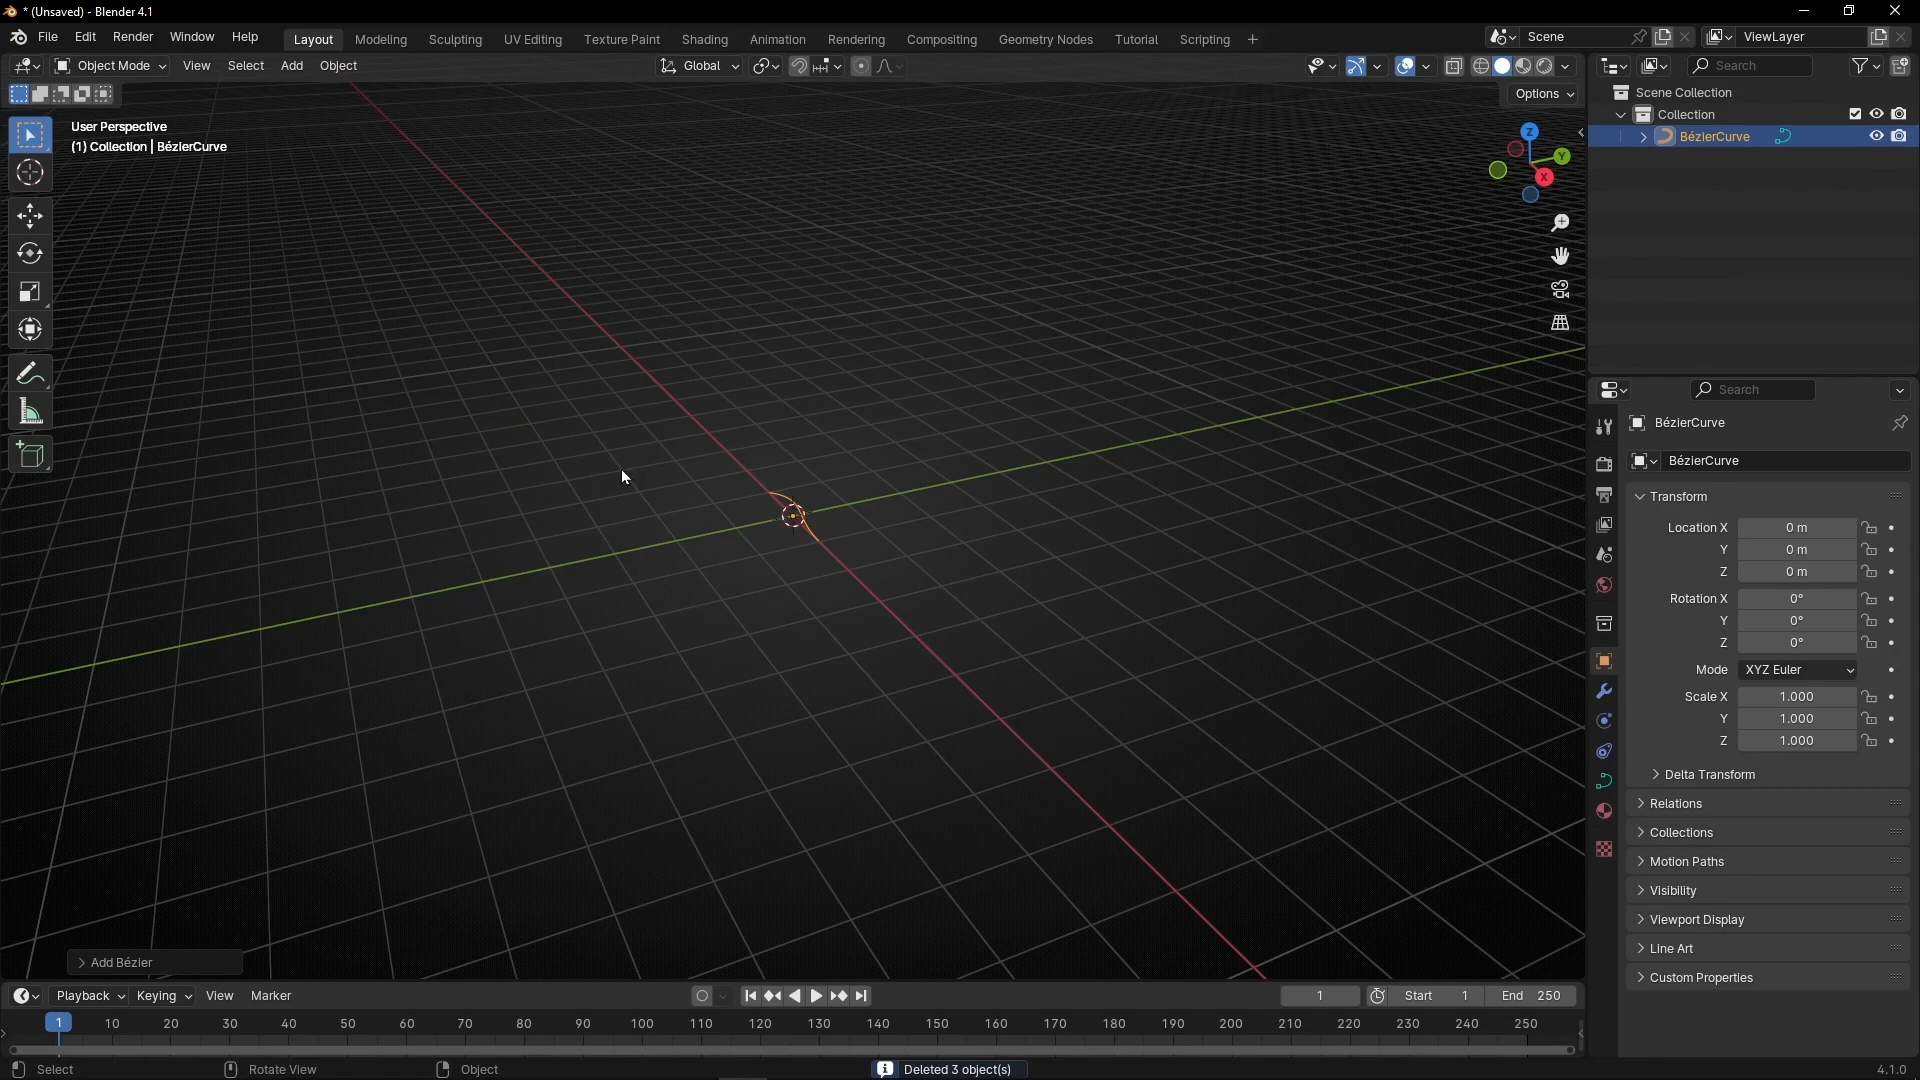 * (Unsaved) - Blender 4.1
File Edit Render Window Help
Layout Modeling Sculpting UV Editing Texture Paint Shading Animation Rendering Compositing Geometry Nodes Tutorial Scripting +
Scene
ViewLayer
Object Mode View Select Add Object
Global
Search
Options
User Perspective
(1) Collection | BézierCurve
Z
Y
X
Scene Collection
Collection
BézierCurve
Search
BézierCurve
BézierCurve
Transform
Location X 0 m
Y 0 m
Z 0 m
Rotation X 0°
Y 0°
Z 0°
Mode XYZ Euler
Scale X 1.000
Y 1.000
Z 1.000
Delta Transform
Relations
Collections
Motion Paths
Visibility
Viewport Display
Line Art
Custom Properties
Add Bézier
Playback Keying View Marker
1
Start 1
End 250
1 10 20 30 40 50 60 70 80 90 100 110 120 130 140 150 160 170 180 190 200 210 220 230 240 250
Select
Rotate View
Object
Deleted 3 object(s)
4.1.0